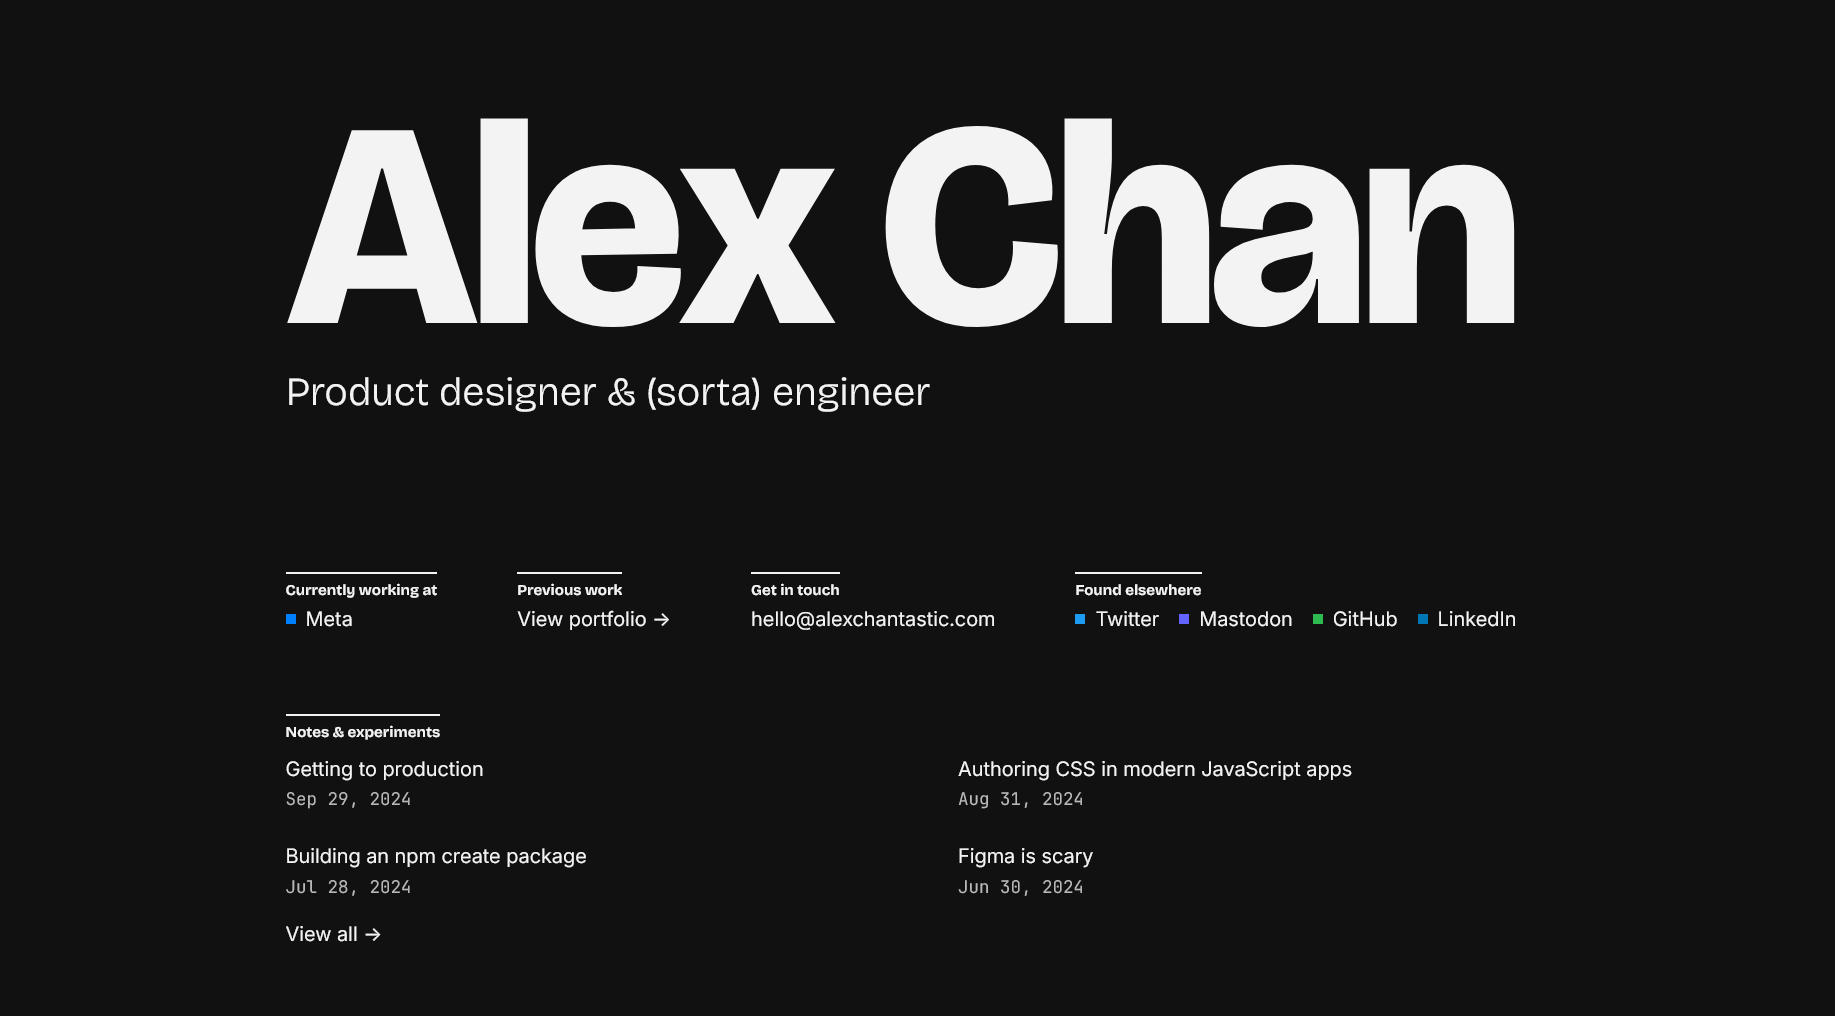 Alex Chan
Product designer & (sorta) engineer
Currently working at
Meta
Previous work
View portfolio →
Get in touch
hello@alexchantastic.com
Found elsewhere
Twitter Mastodon GitHub LinkedIn
Notes & experiments
Getting to production
Sep 29, 2024
Authoring CSS in modern JavaScript apps
Aug 31, 2024
Building an npm create package
Jul 28, 2024
Figma is scary
Jun 30, 2024
View all →